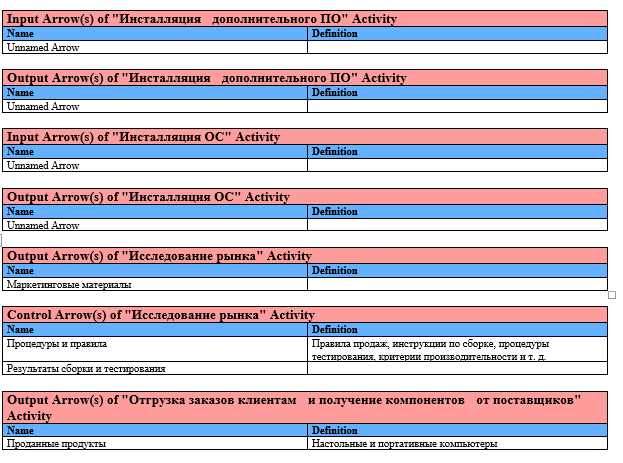 Input Arrow(s) of "Инсталляция дополнительного ПО" Activity
Name Definition
Unnamed Arrow
Output Arrow(s) of "Инсталляция дополнительного ПО" Activity
Name Definition
Unnamed Arrow
Input Arrow(s) of "Инсталляция ОС" Activity
Name Definition
Unnamed Arrow
Output Arrow(s) of "Инсталляция ОС" Activity
Name Definition
Unnamed Arrow
Output Arrow(s) of "Исследование рынка" Activity
Name Definition
Маркетинговые материалы
Control Arrow(s) of "Исследование рынка" Activity
Name Definition
Процедуры и правила Правила продаж, инструкции по сборке, процедуры
тестирования, критерии производительности и т. д.
Результаты сборки и тестирования
Output Arrow(s) of "Отгрузка заказов клиентам и получение компонентов от поставщиков"
Activity
Name Definition
Проданные продукты Настольные и портативные компьютеры